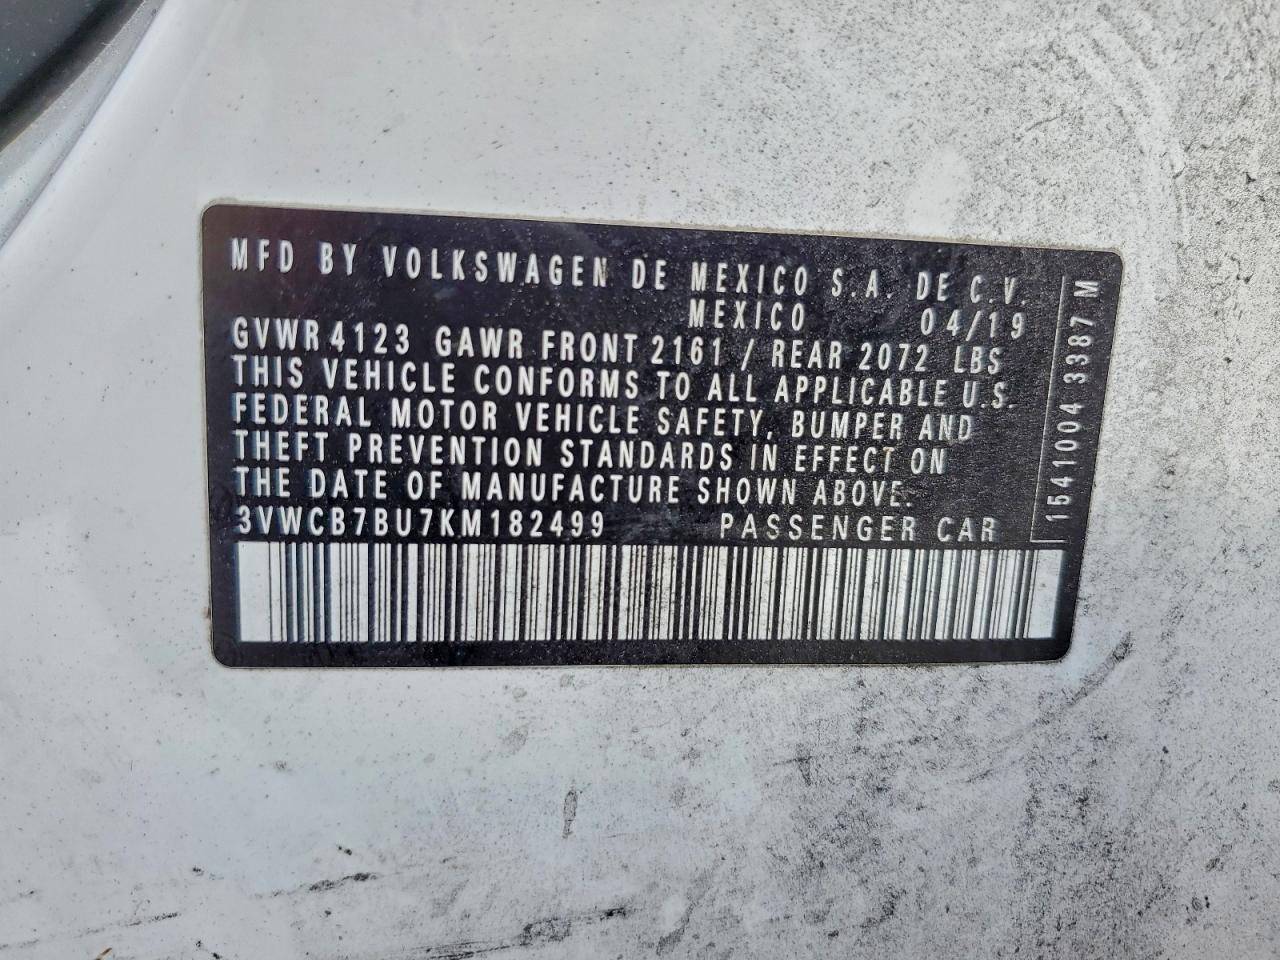 MFD BY VOLKSWAGEN DE MEXICO S.A. DE C.V.
MEXICO 04/19
GVWR 4123 GAWR FRONT 2161 / REAR 2072 LBS
THIS VEHICLE CONFORMS TO ALL APPLICABLE U.S.
FEDERAL MOTOR VEHICLE SAFETY, BUMPER AND
THEFT PREVENTION STANDARDS IN EFFECT ON
THE DATE OF MANUFACTURE SHOWN ABOVE.
3VWCB7BU7KM182499 PASSENGER CAR
1541004 3387 M